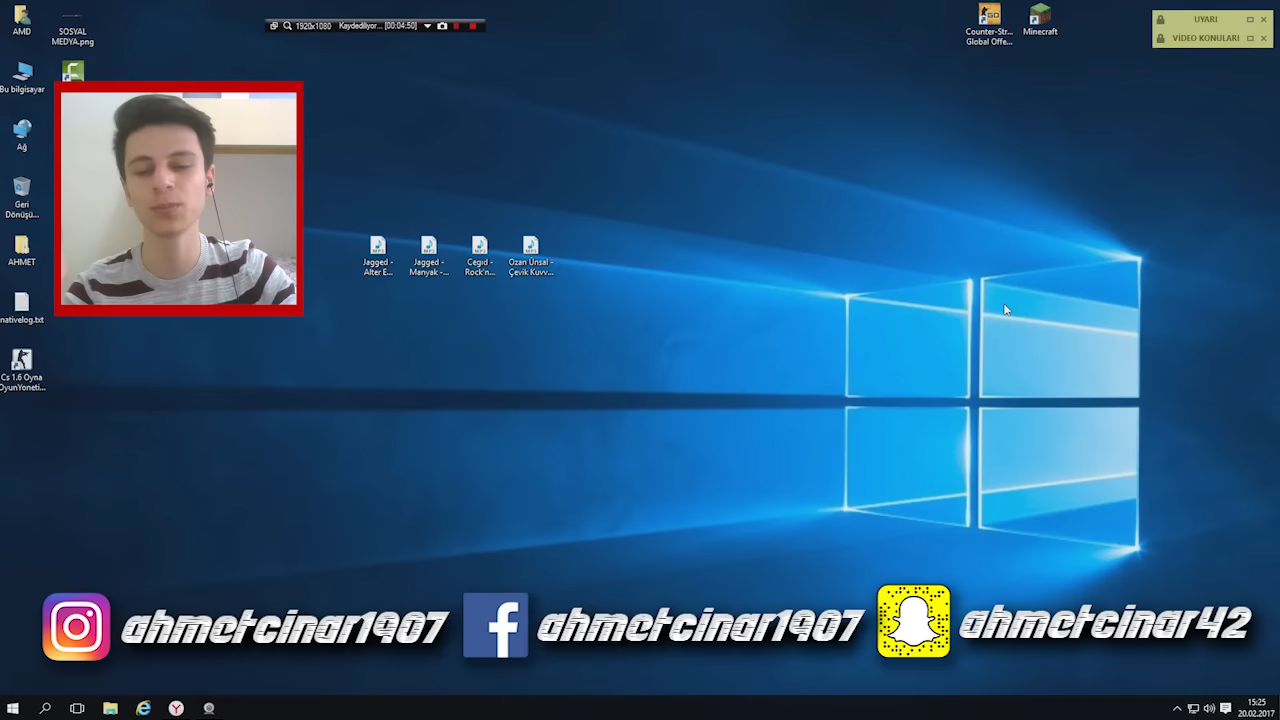 AMD
SOSYAL
MEDYA.png
1920x1080 Kaydediliyor... [00:04:50]
Counter-Str...
Global Offe...
Minecraft
UYARI
VİDEO KONULARI
Bu bilgisayar
Ağ
Geri
Dönüşü...
AHMET
nativelog.txt
Cs 1.6 Oyna
OyunYoneti...
Jagged -
Alter E...
Jagged -
Manyak -...
Cegıd -
Rock'n...
Ozan Ünsal -
Çevik Kuvv...
ahmetcinar1907
ahmetcinar1907
ahmetcinar42
15:25
20.02.2017